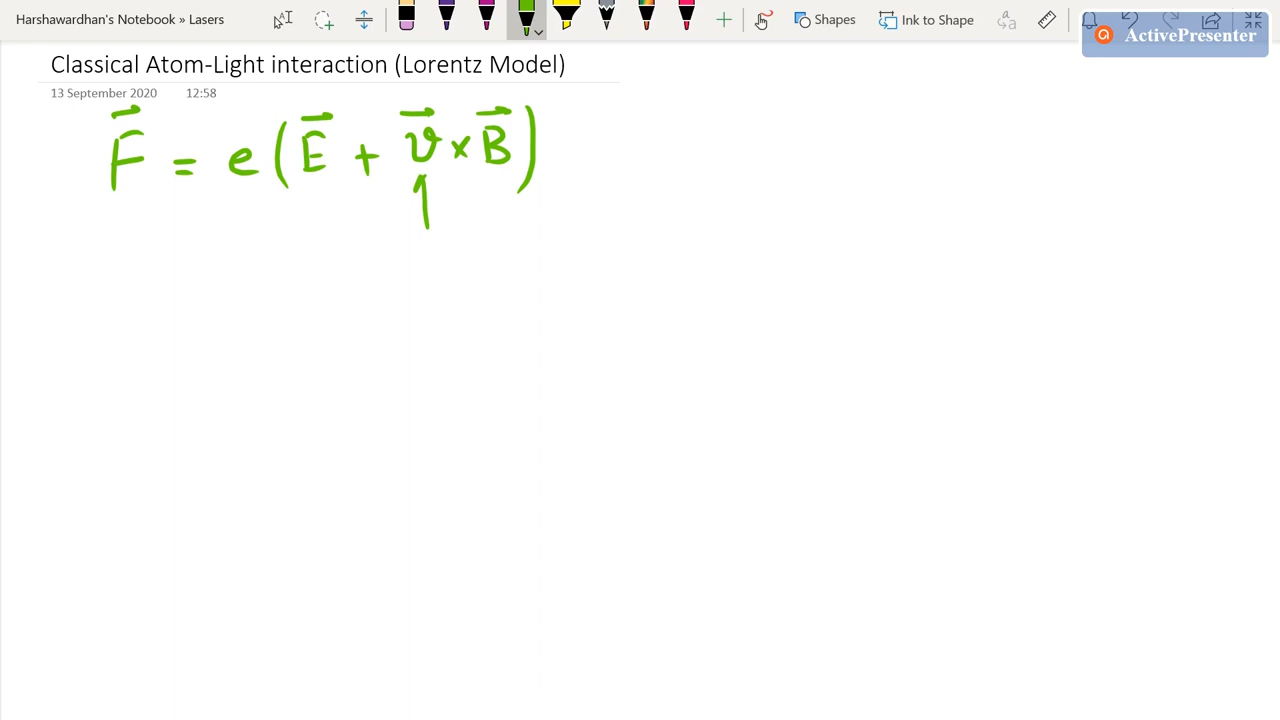 Harshawardhan's Notebook » Lasers
Shapes
Ink to Shape
ActivePresenter
Classical Atom-Light interaction (Lorentz Model)
13 September 2020 12:58
F⃗ = e(E⃗ + v⃗ × B⃗)